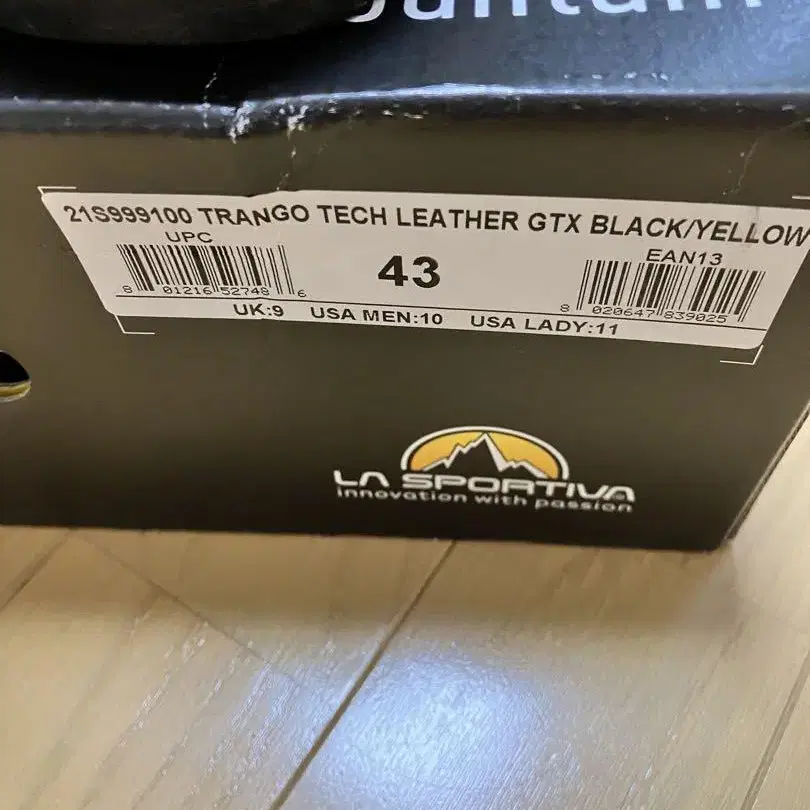 21S999100 TRANGO TECH LEATHER GTX BLACK/YELLOW
UPC
43
EAN13
8 01216 52748 6
8 020647 839025
UK:9 USA MEN:10 USA LADY:11
LA SPORTIVA
innovation with passion